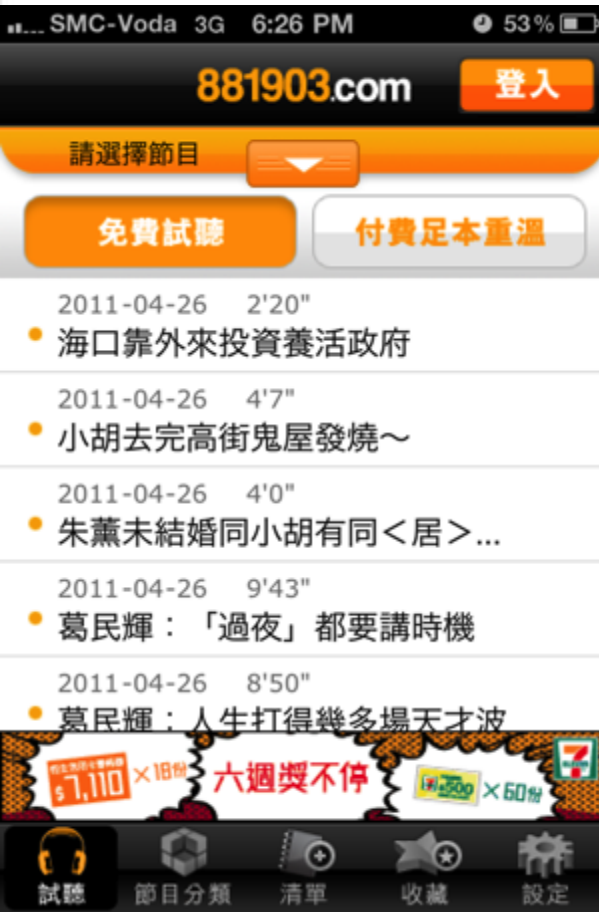 SMC-Voda 3G 6:26 PM 53%
881903.com 登入
請選擇節目
免費試聽 付費足本重溫
2011-04-26 2'20"
海口靠外來投資養活政府
2011-04-26 4'7"
小胡去完高街鬼屋發燒～
2011-04-26 4'0"
朱薰未結婚同小胡有同＜居＞...
2011-04-26 9'43"
葛民輝：「過夜」都要講時機
2011-04-26 8'50"
葛民輝：人生打得幾多場天才波
$7,110 ×18份 六週獎不停 $500 ×60份 7 ELEVEN
試聽 節目分類 清單 收藏 設定